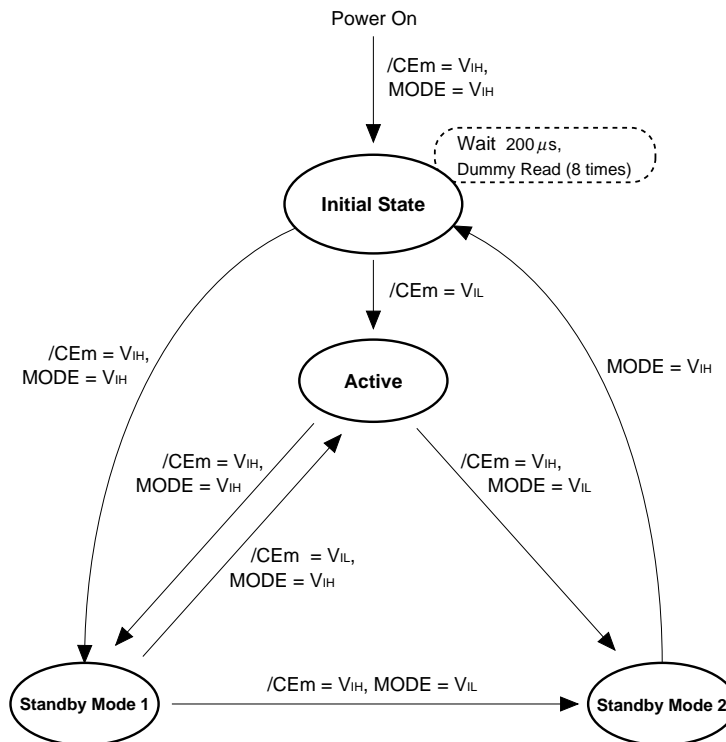 Power On
/CEm = VIH,
MODE = VIH
Wait 200 μs,
Dummy Read (8 times)
Initial State
/CEm = VIL
/CEm = VIH,
MODE = VIH
MODE = VIH
Active
/CEm = VIH,
MODE = VIH
/CEm = VIH,
MODE = VIL
/CEm = VIL,
MODE = VIH
Standby Mode 1
/CEm = VIH, MODE = VIL
Standby Mode 2